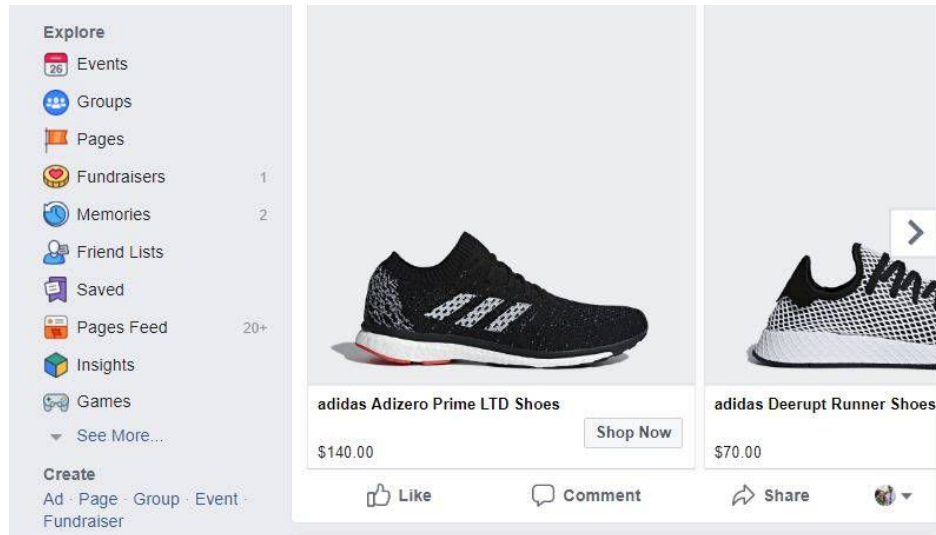 Explore
26 Events
Groups
Pages
Fundraisers 1
Memories 2
Friend Lists
Saved
Pages Feed 20+
Insights
Games
See More...
Create
Ad · Page · Group · Event ·
Fundraiser
adidas Adizero Prime LTD Shoes
Shop Now
$140.00
adidas Deerupt Runner Shoes
$70.00
Like Comment Share